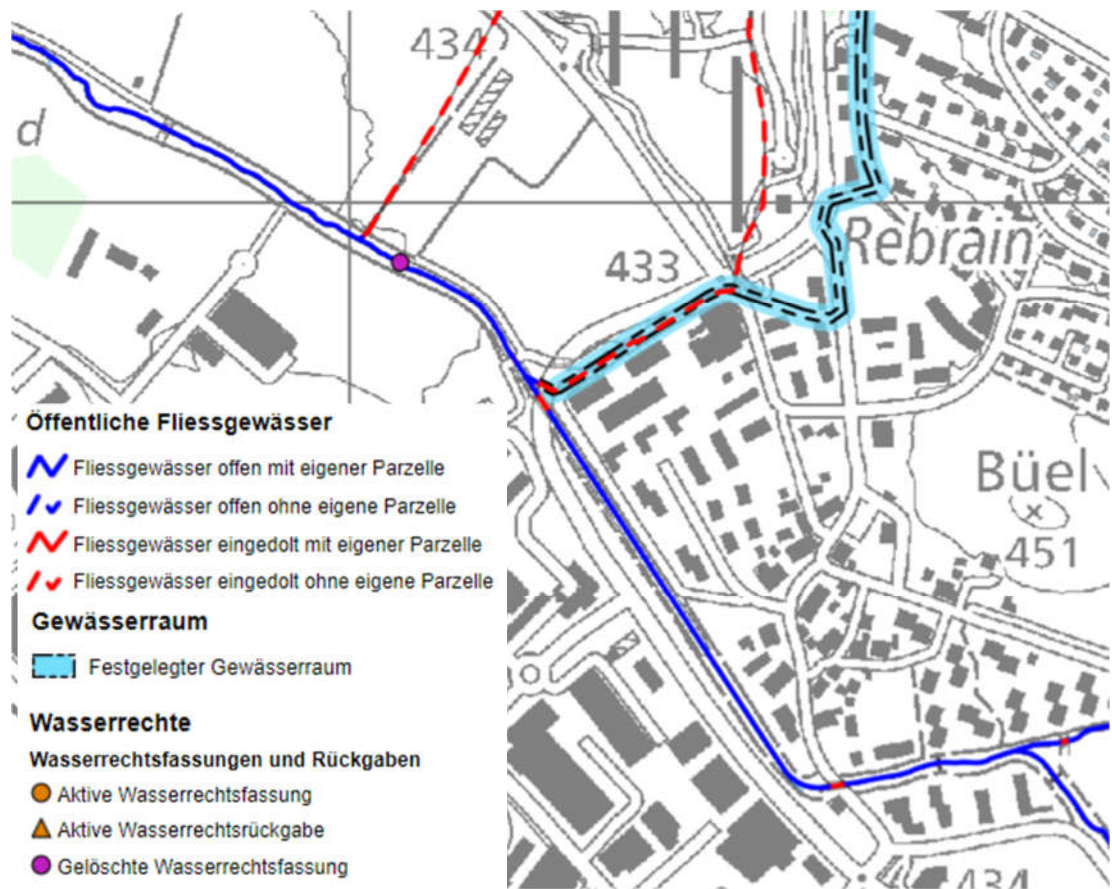 434
d
433
Rebrain
Büel
451
434
Öffentliche Fliessgewässer
Fliessgewässer offen mit eigener Parzelle
Fliessgewässer offen ohne eigene Parzelle
Fliessgewässer eingedolt mit eigener Parzelle
Fliessgewässer eingedolt ohne eigene Parzelle
Gewässerraum
Festgelegter Gewässerraum
Wasserrechte
Wasserrechtsfassungen und Rückgaben
Aktive Wasserrechtsfassung
Aktive Wasserrechtsrückgabe
Gelöschte Wasserrechtsfassung